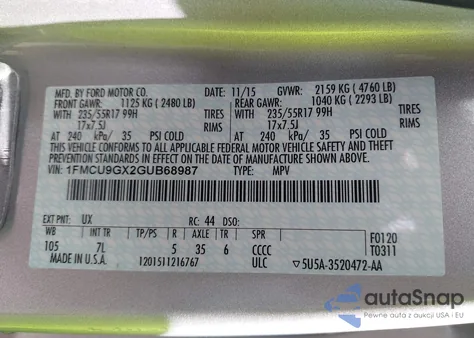 MFD. BY FORD MOTOR CO. 11/15 GVWR: 2159 KG ( 4760 LB)
FRONT GAWR: 1125 KG ( 2480 LB) REAR GAWR: 1040 KG ( 2293 LB)
WITH 235/55R17 99H TIRES WITH 235/55R17 99H TIRES
17x7.5J RIMS 17x7.5J RIMS
AT 240 kPa/ 35 PSI COLD AT 240 kPa/ 35 PSI COLD
THIS VEHICLE CONFORMS TO ALL APPLICABLE FEDERAL MOTOR
VEHICLE SAFETY, BUMPER, AND THEFT PREVENTION STANDARDS IN
EFFECT ON THE DATE OF MANUFACTURE SHOWN ABOVE.
VIN: 1FMCU9GX2GUB68987 TYPE: MPV
EXT PNT: UX RC: 44 DSO:
WB INT TR TP/PS R AX TR SPR F0120
105 7L 5 35 6 CCCC T0311
MADE IN U.S.A. 1201511216767 ULC 5U5A-3520472-AA
autoSnap
Pewne auta z aukcji USA i EU